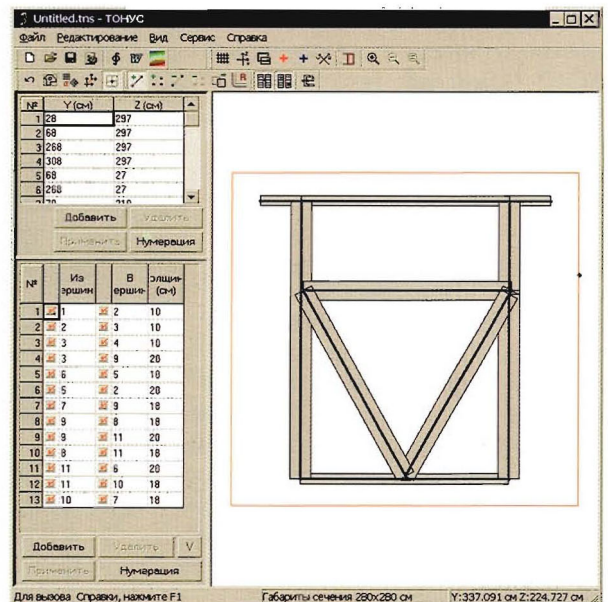 Untitled.tns - ТОНУС
Файл Редактирование Вид Сервис Справка
№ Y (см) Z (см)
1 28 297
2 68 297
3 268 297
4 308 297
5 68 27
6 268 27
Добавить Удалить
Применить Нумерация
№ Из ершин В ершин олщин (см)
1 1 2 10
2 2 3 10
3 3 4 10
4 3 9 20
5 6 5 10
6 5 2 20
7 7 9 18
8 9 8 18
9 9 11 20
10 8 11 18
11 11 6 20
12 11 10 18
13 10 7 18
Добавить Удалить V
Применить Нумерация
Для вызова Справки, нажмите F1 Габариты сечения 280x280 см Y:337.091 см Z:224.727 см